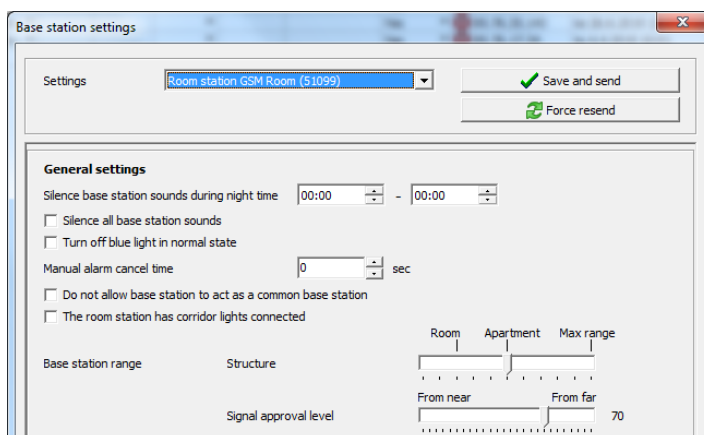 Base station settings
Settings
Room station GSM Room (51099)
Save and send
Force resend
General settings
Silence base station sounds during night time 00:00 - 00:00
Silence all base station sounds
Turn off blue light in normal state
Manual alarm cancel time 0 sec
Do not allow base station to act as a common base station
The room station has corridor lights connected
Room Apartment Max range
Base station range Structure
From near From far
Signal approval level 70